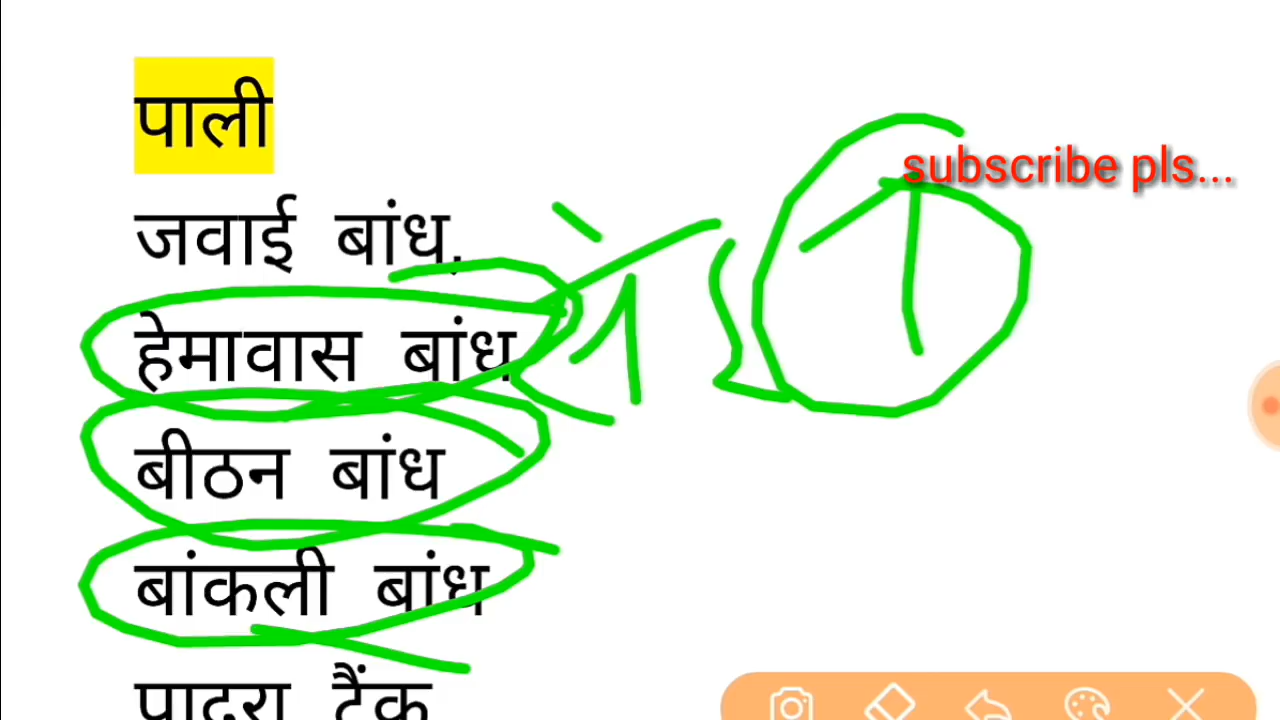 पाली
subscribe pls...
जवाई बांध.
हेमावास बांध
बीठन बांध
बांकली बांध
टैंक